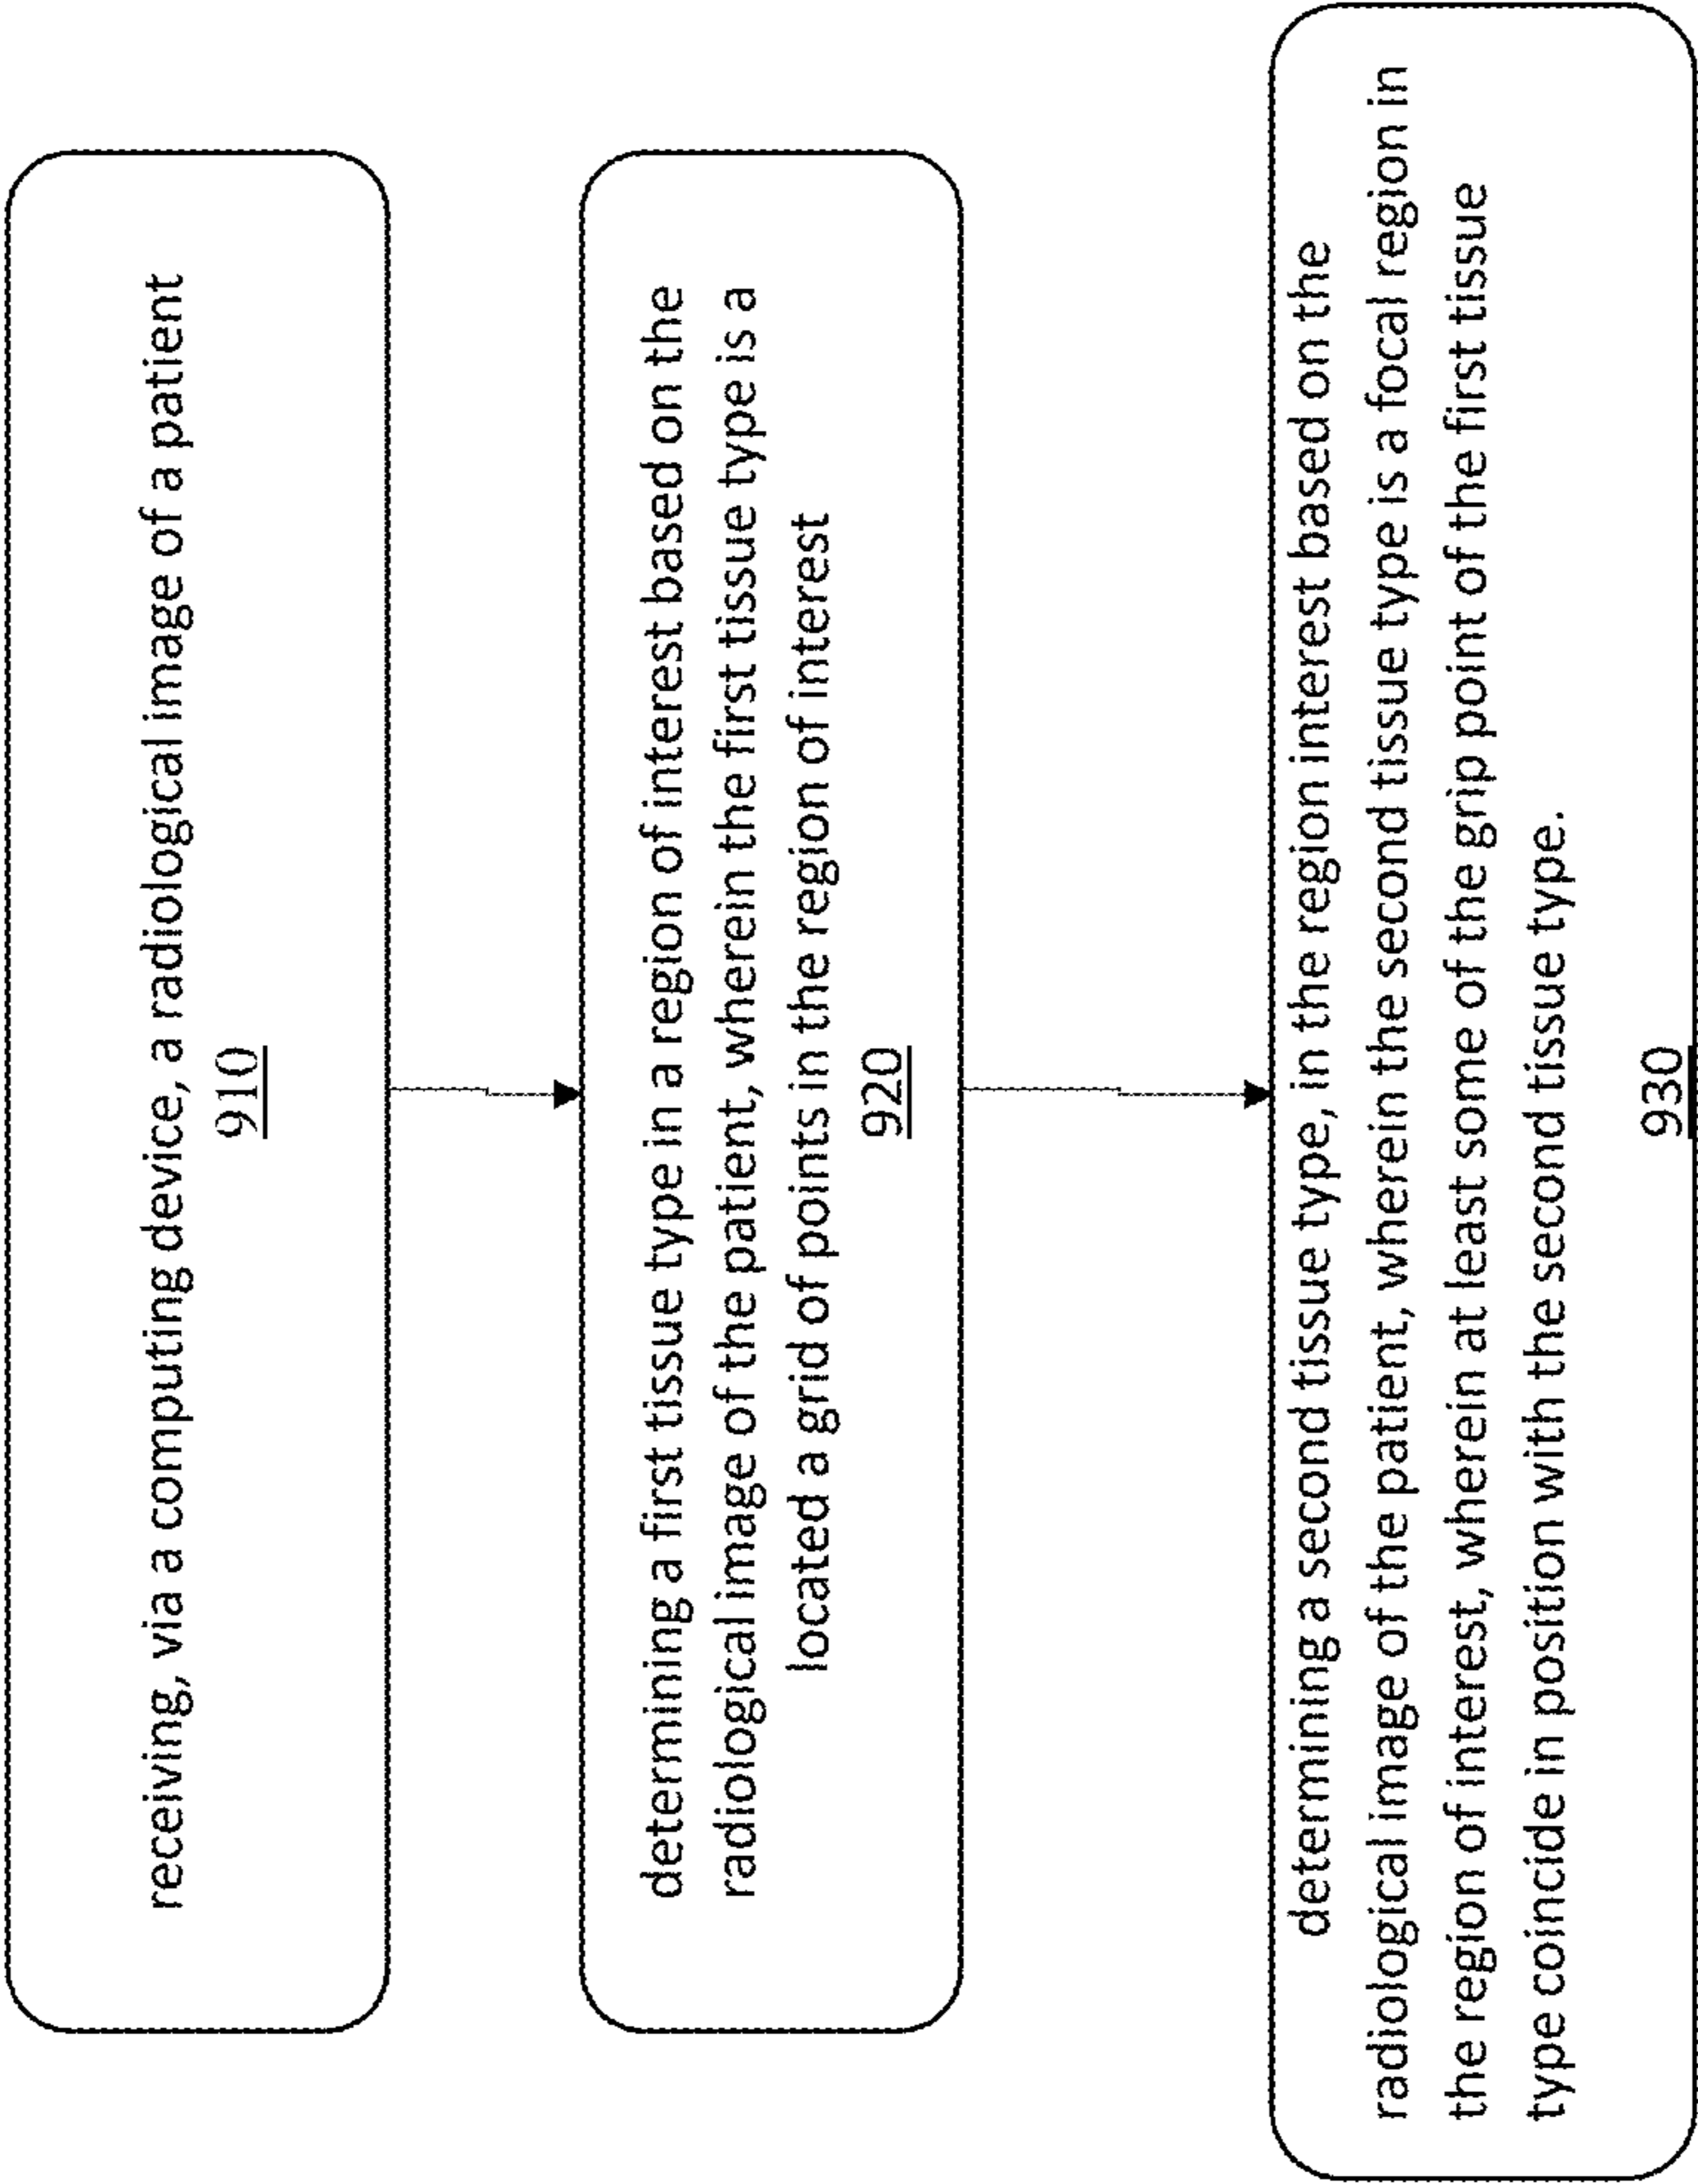 receiving, via a computing device, a radiological image of a patient
910
determining a first tissue type in a region of interest based on the
radiological image of the patient, wherein the first tissue type is a
located a grid of points in the region of interest
920
determining a second tissue type, in the region interest based on the
radiological image of the patient, wherein the second tissue type is a focal region in
the region of interest, wherein at least some of the grip point of the first tissue
type coincide in position with the second tissue type.
930